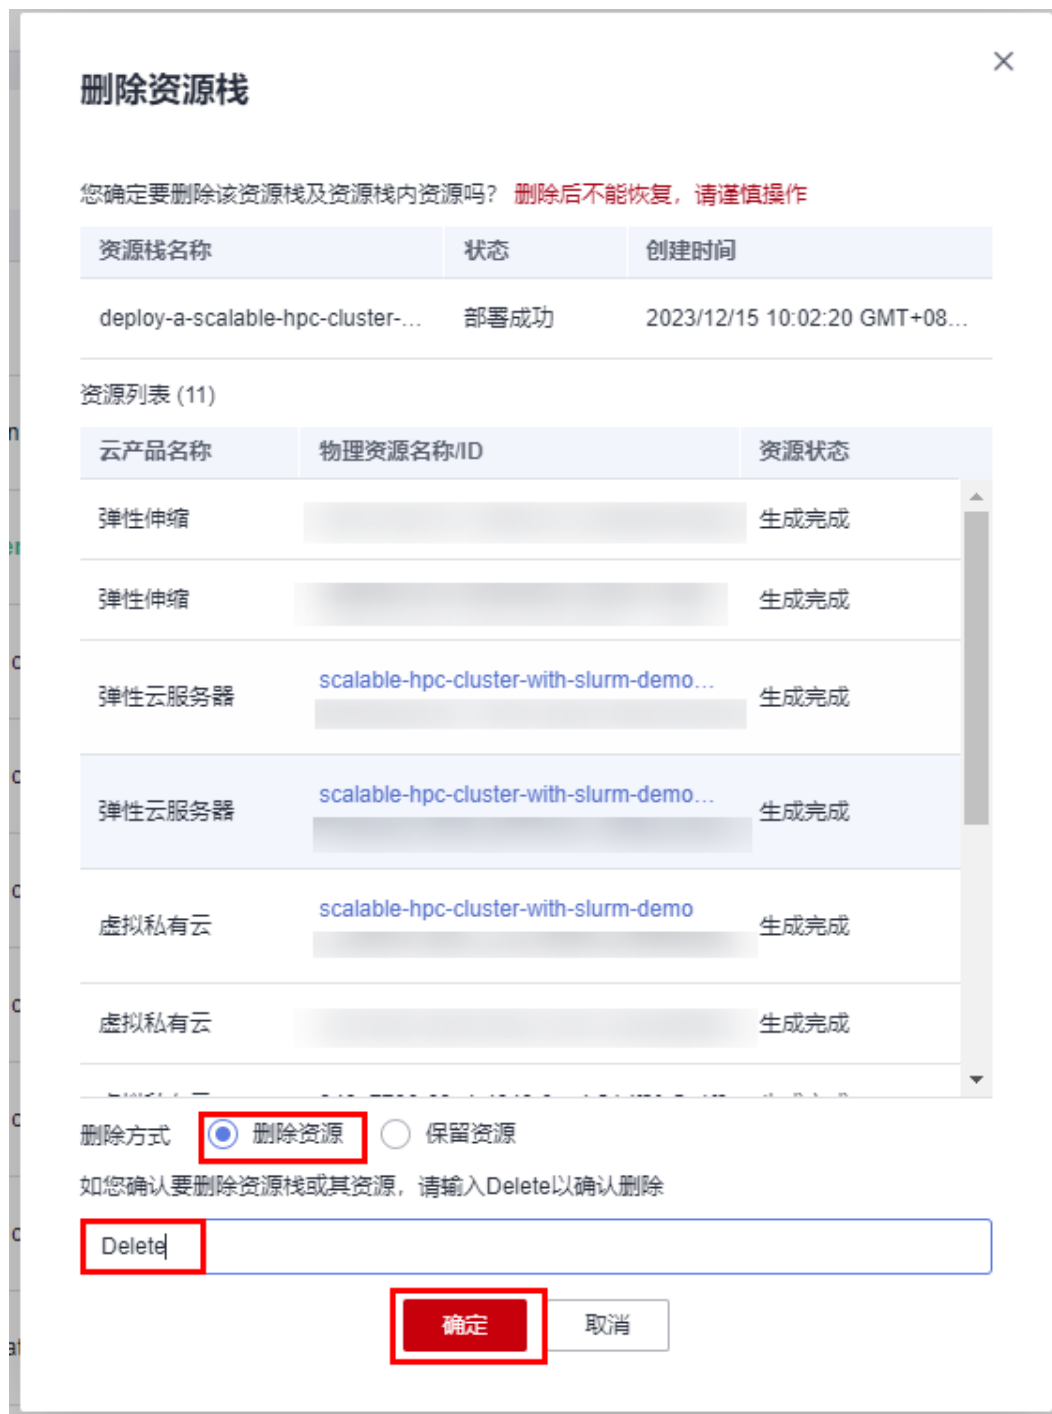 删除资源栈
您确定要删除该资源栈及资源栈内资源吗? 删除后不能恢复，请谨慎操作
资源栈名称 状态 创建时间
deploy-a-scalable-hpc-cluster-... 部署成功 2023/12/15 10:02:20 GMT+08...
资源列表 (11)
云产品名称 物理资源名称/ID 资源状态
弹性伸缩 生成完成
弹性伸缩 生成完成
scalable-hpc-cluster-with-slurm-demo...
弹性云服务器 生成完成
scalable-hpc-cluster-with-slurm-demo...
弹性云服务器 生成完成
scalable-hpc-cluster-with-slurm-demo
虚拟私有云 生成完成
虚拟私有云 生成完成
删除方式 删除资源 保留资源
如您确认要删除资源栈或其资源，请输入Delete以确认删除
Delete
确定 取消